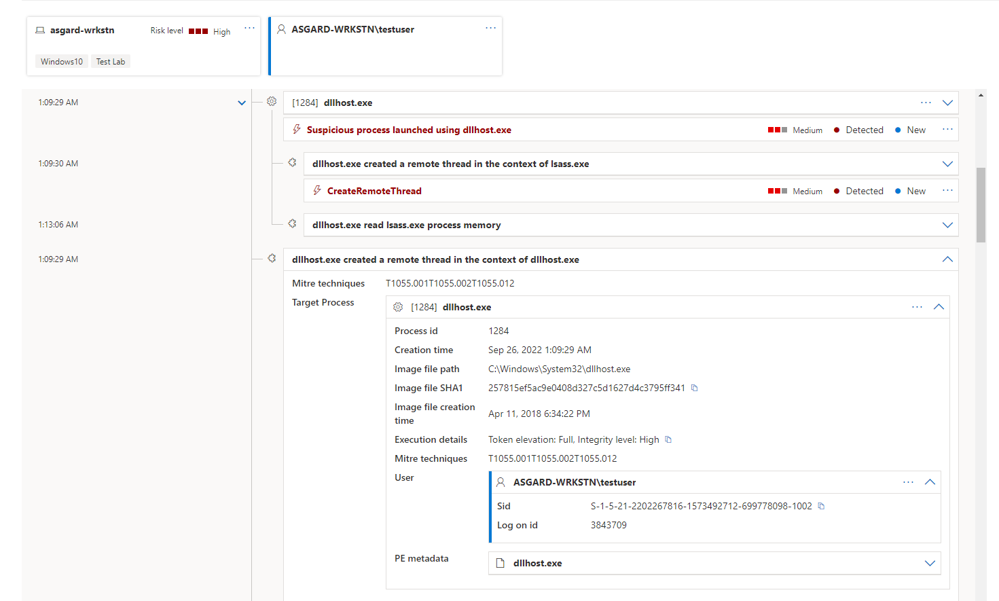 asgard-wrkstn Risk level High ...
Windows10 Test Lab
ASGARD-WRKSTN\testuser ...
1:09:29 AM [1284] dllhost.exe ...
Suspicious process launched using dllhost.exe Medium Detected New ...
1:09:30 AM dllhost.exe created a remote thread in the context of lsass.exe
CreateRemoteThread Medium Detected New ...
1:13:06 AM dllhost.exe read lsass.exe process memory
1:09:29 AM dllhost.exe created a remote thread in the context of dllhost.exe
Mitre techniques T1055.001T1055.002T1055.012
Target Process [1284] dllhost.exe ...
Process id 1284
Creation time Sep 26, 2022 1:09:29 AM
Image file path C:\Windows\System32\dllhost.exe
Image file SHA1 257815ef5ac9e0408d327c5d1627d4c3795ff341
Image file creation
time Apr 11, 2018 6:34:22 PM
Execution details Token elevation: Full, Integrity level: High
Mitre techniques T1055.001T1055.002T1055.012
User ASGARD-WRKSTN\testuser ...
Sid S-1-5-21-2202267816-1573492712-699778098-1002
Log on id 3843709
PE metadata dllhost.exe